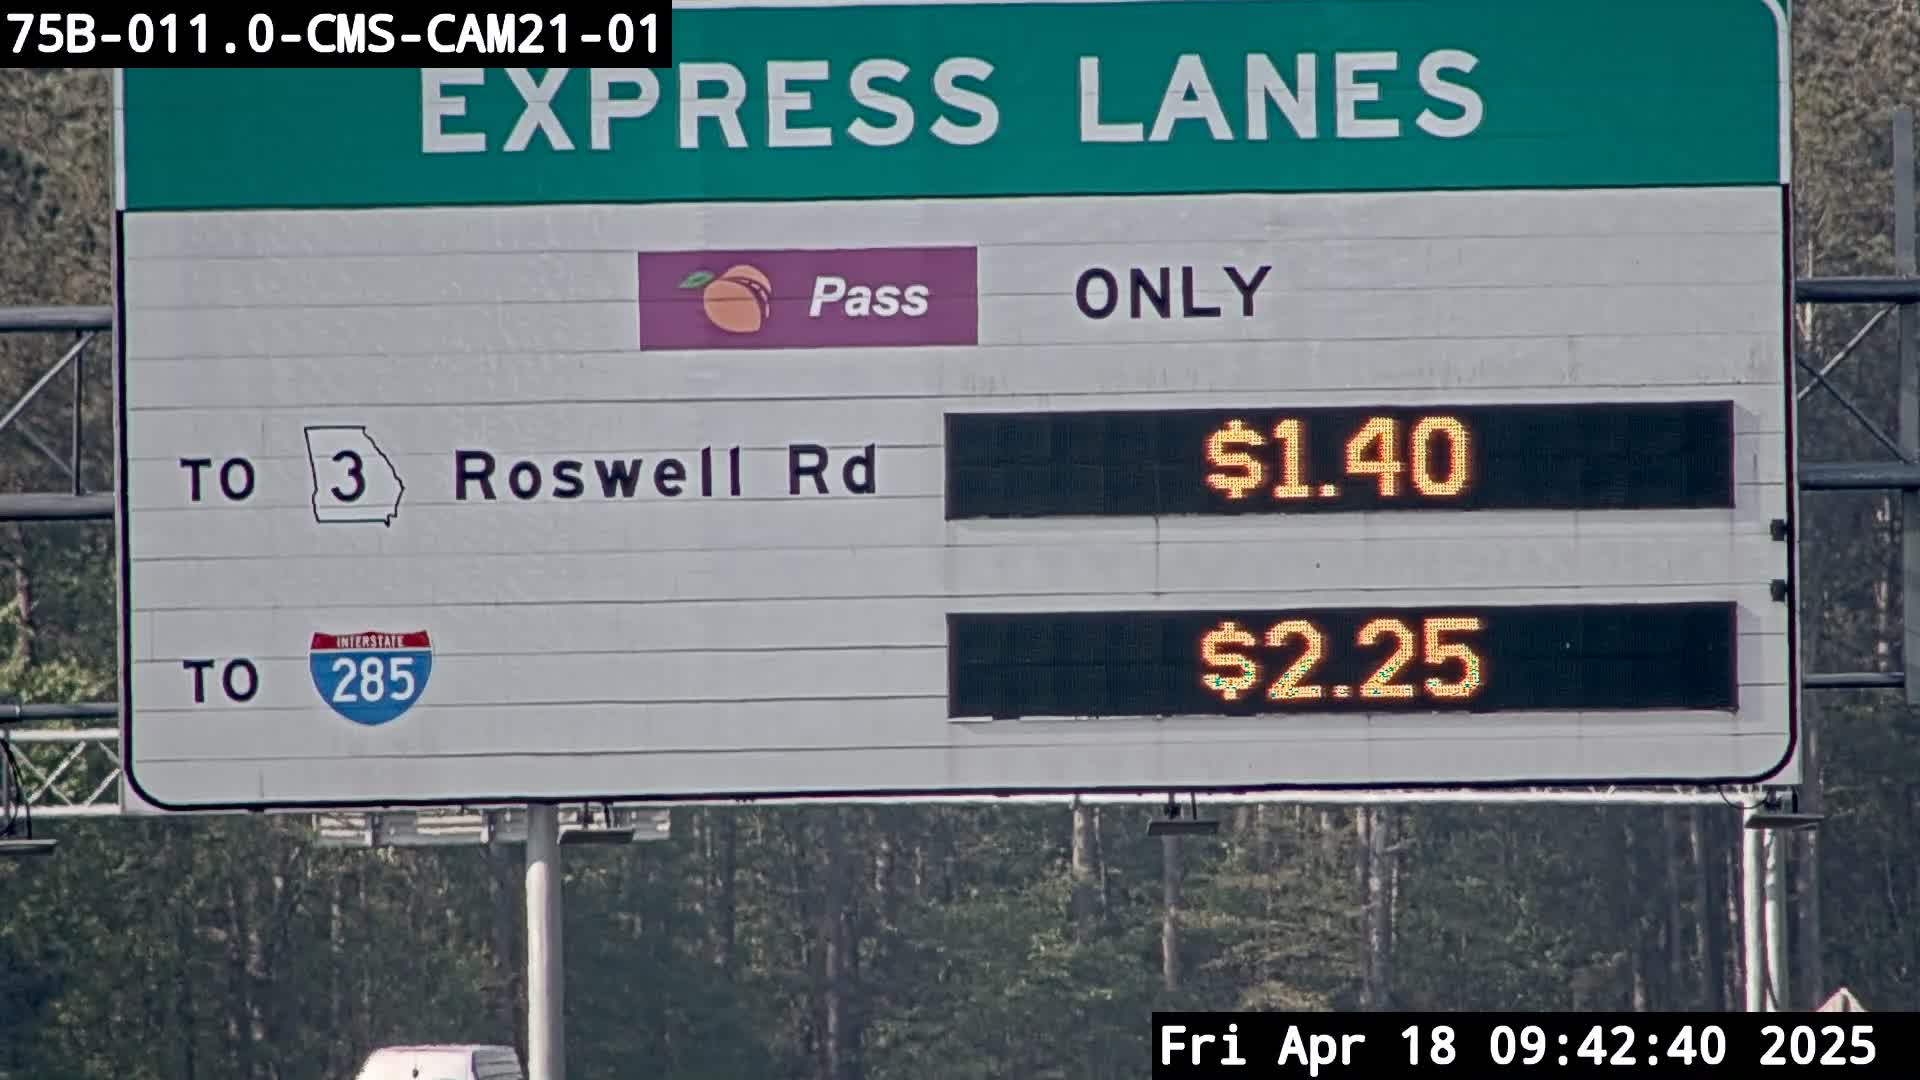 75B-011.0-CMS-CAM21-01
EXPRESS LANES
Pass ONLY
TO 3 Roswell Rd $1.40
INTERSTATE
TO 285 $2.25
Fri Apr 18 09:42:40 2025